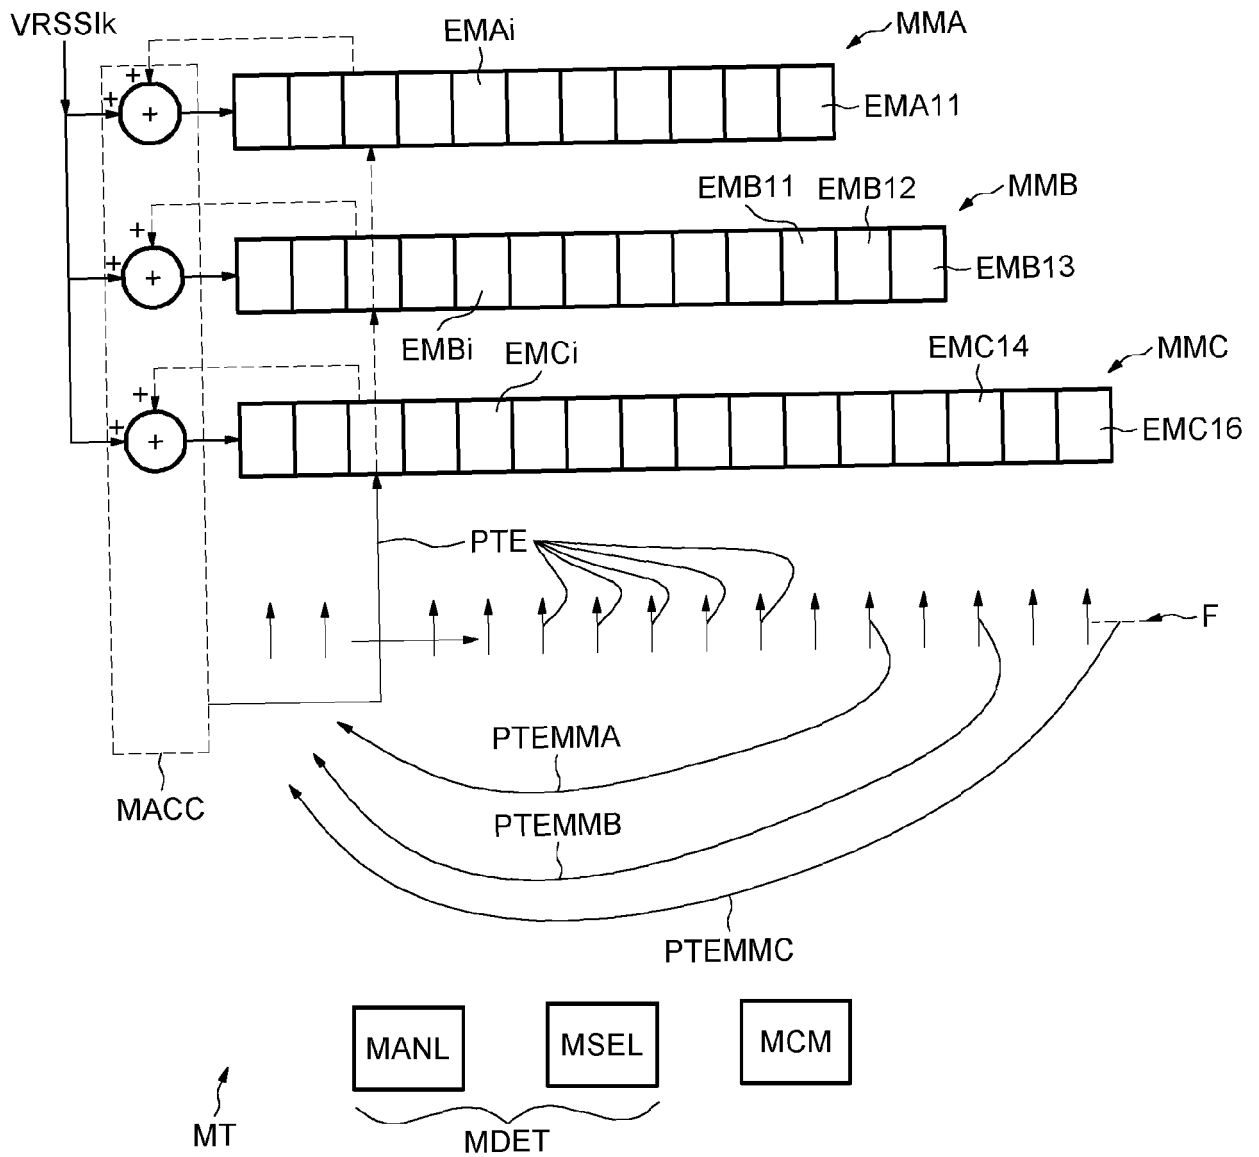 VRSSIk
EMAi
MMA
+
+
+
EMA11
EMB11
EMB12
MMB
+
+
+
EMB13
EMBi
EMCi
EMC14
MMC
+
+
+
EMC16
PTE
F
PTEMMA
MACC
PTEMMB
PTEMMC
MANL
MSEL
MCM
MT
MDET